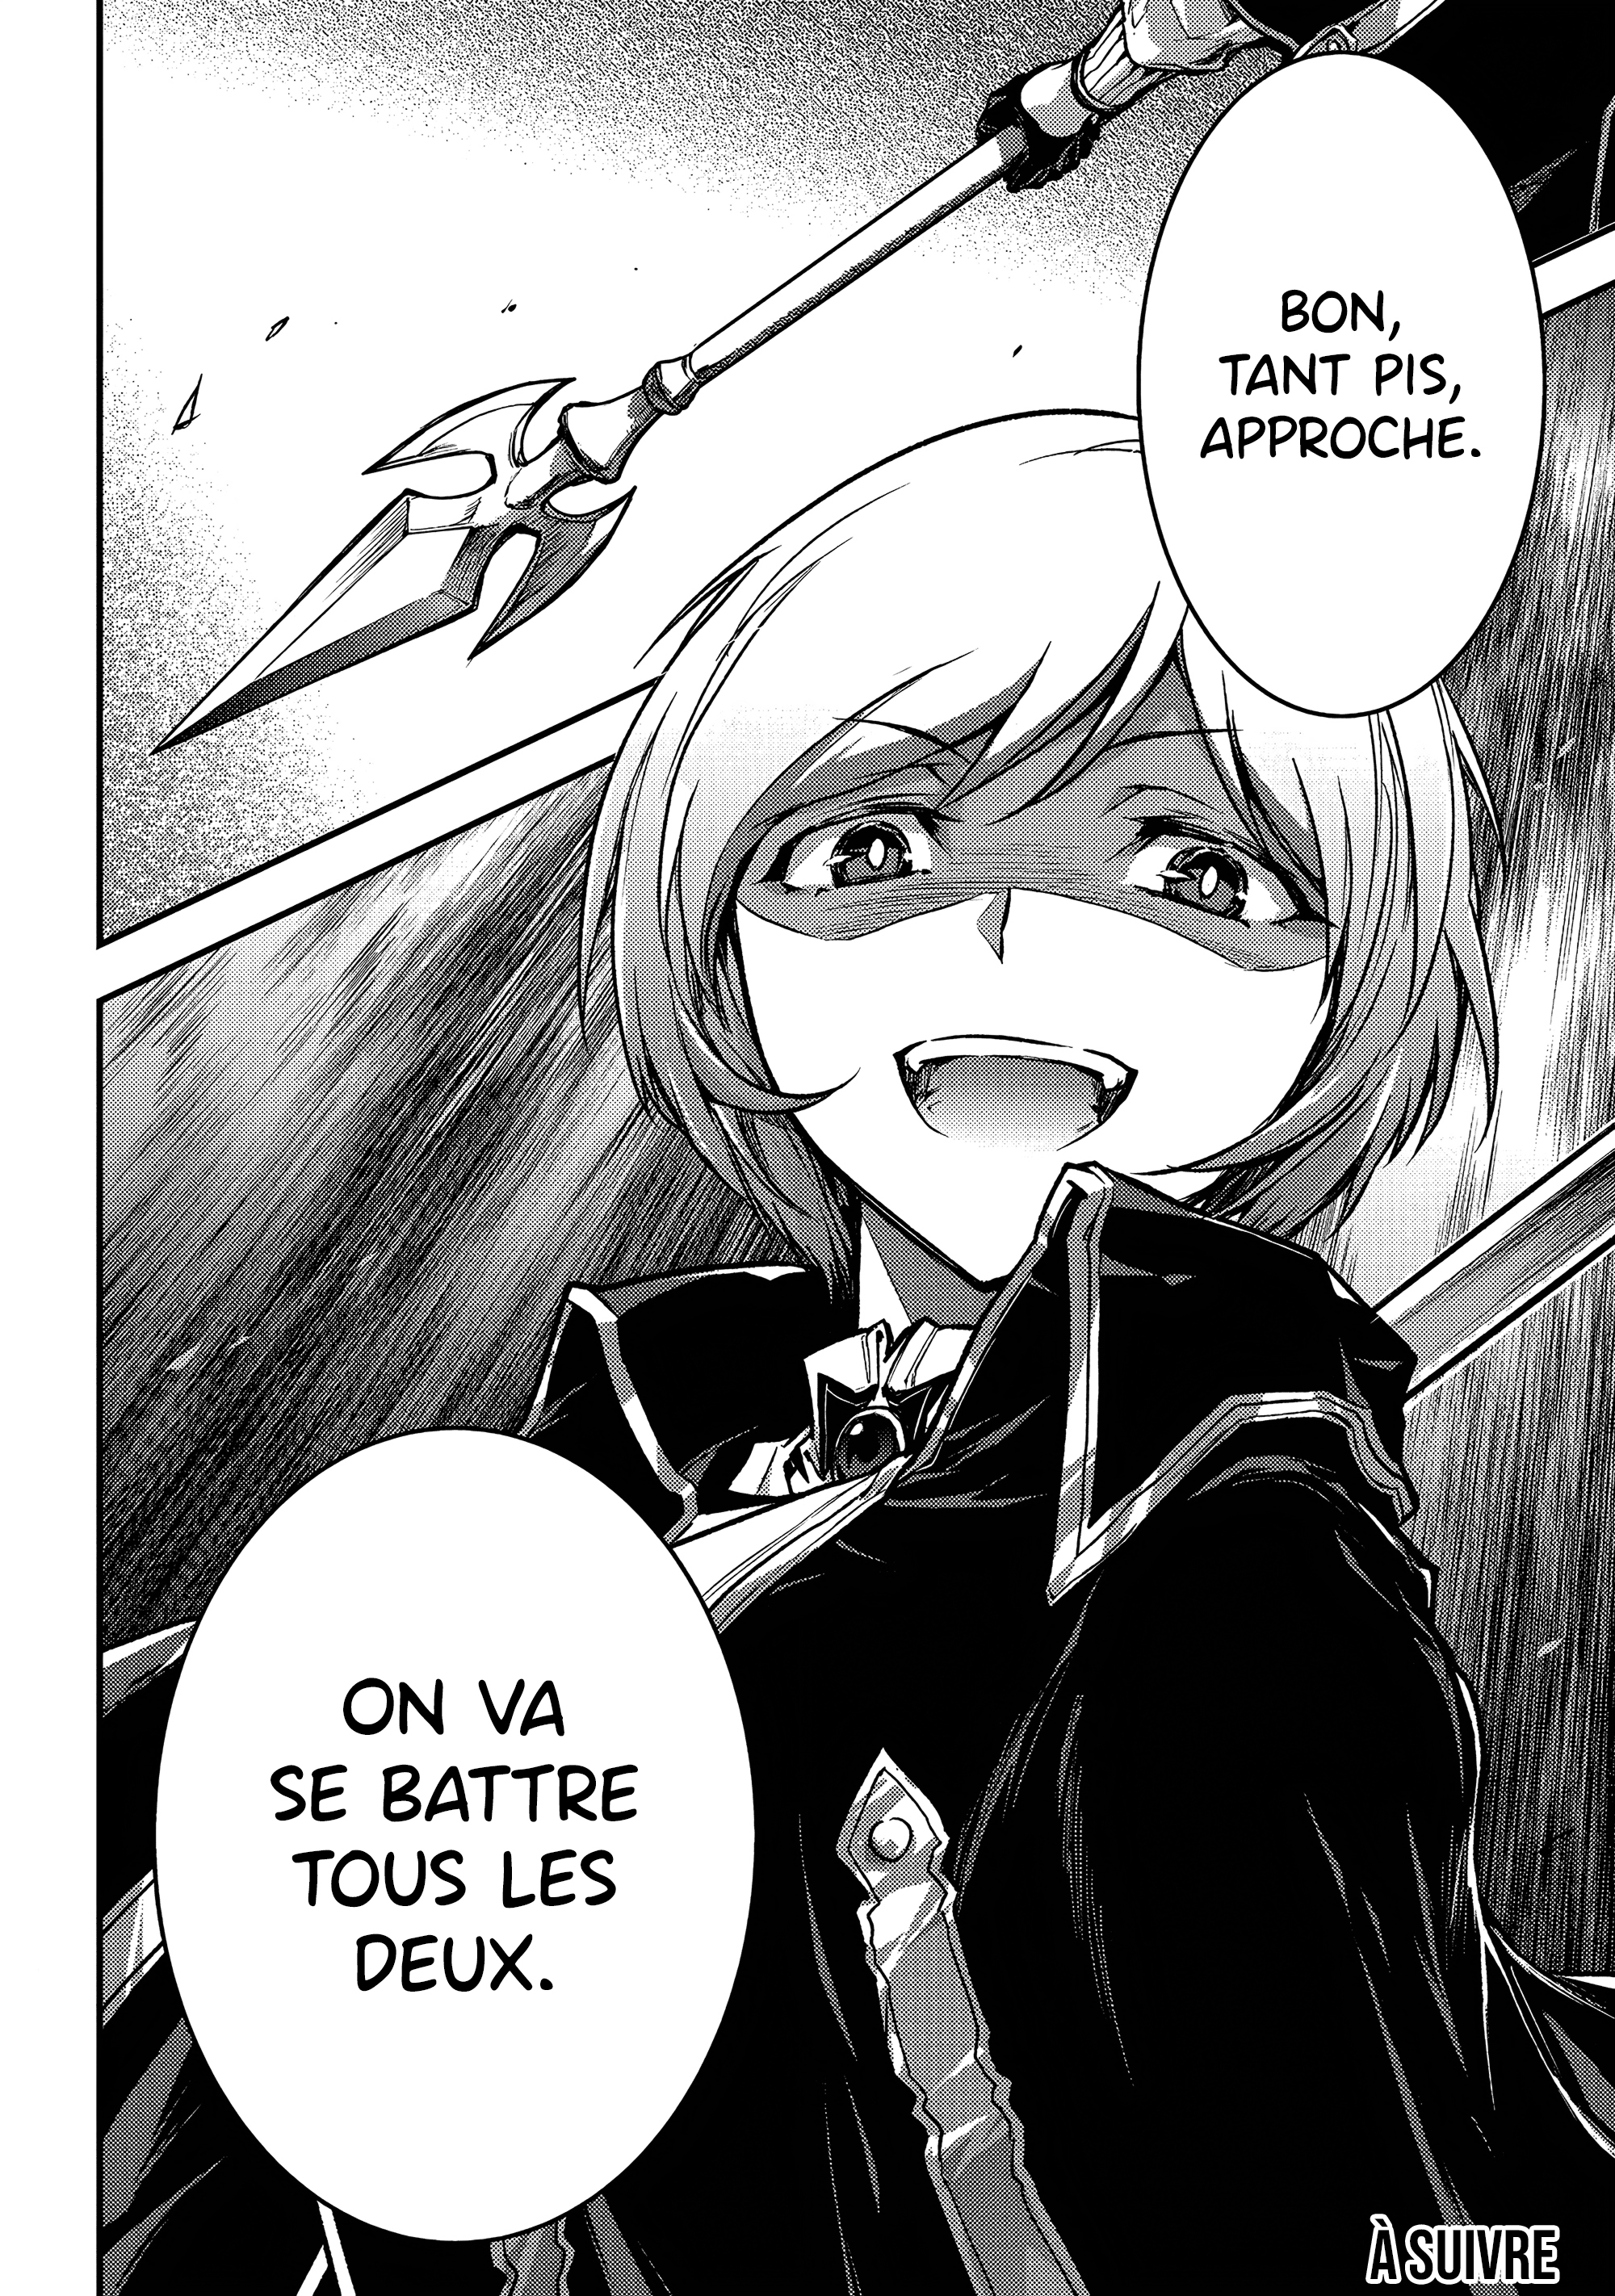 BON,
TANT PIS,
APPROCHE.
ON VA
SE BATTRE
TOUS LES
DEUX.
À SUIVRE